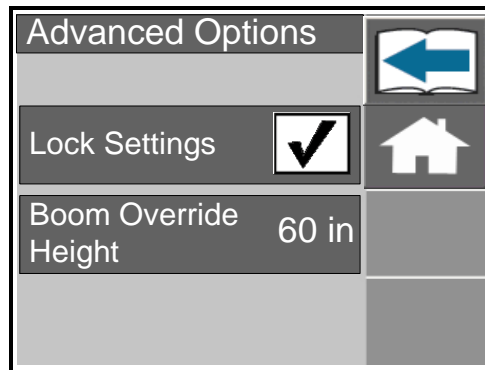 Advanced Options
Lock Settings
Boom Override
60 in
Height